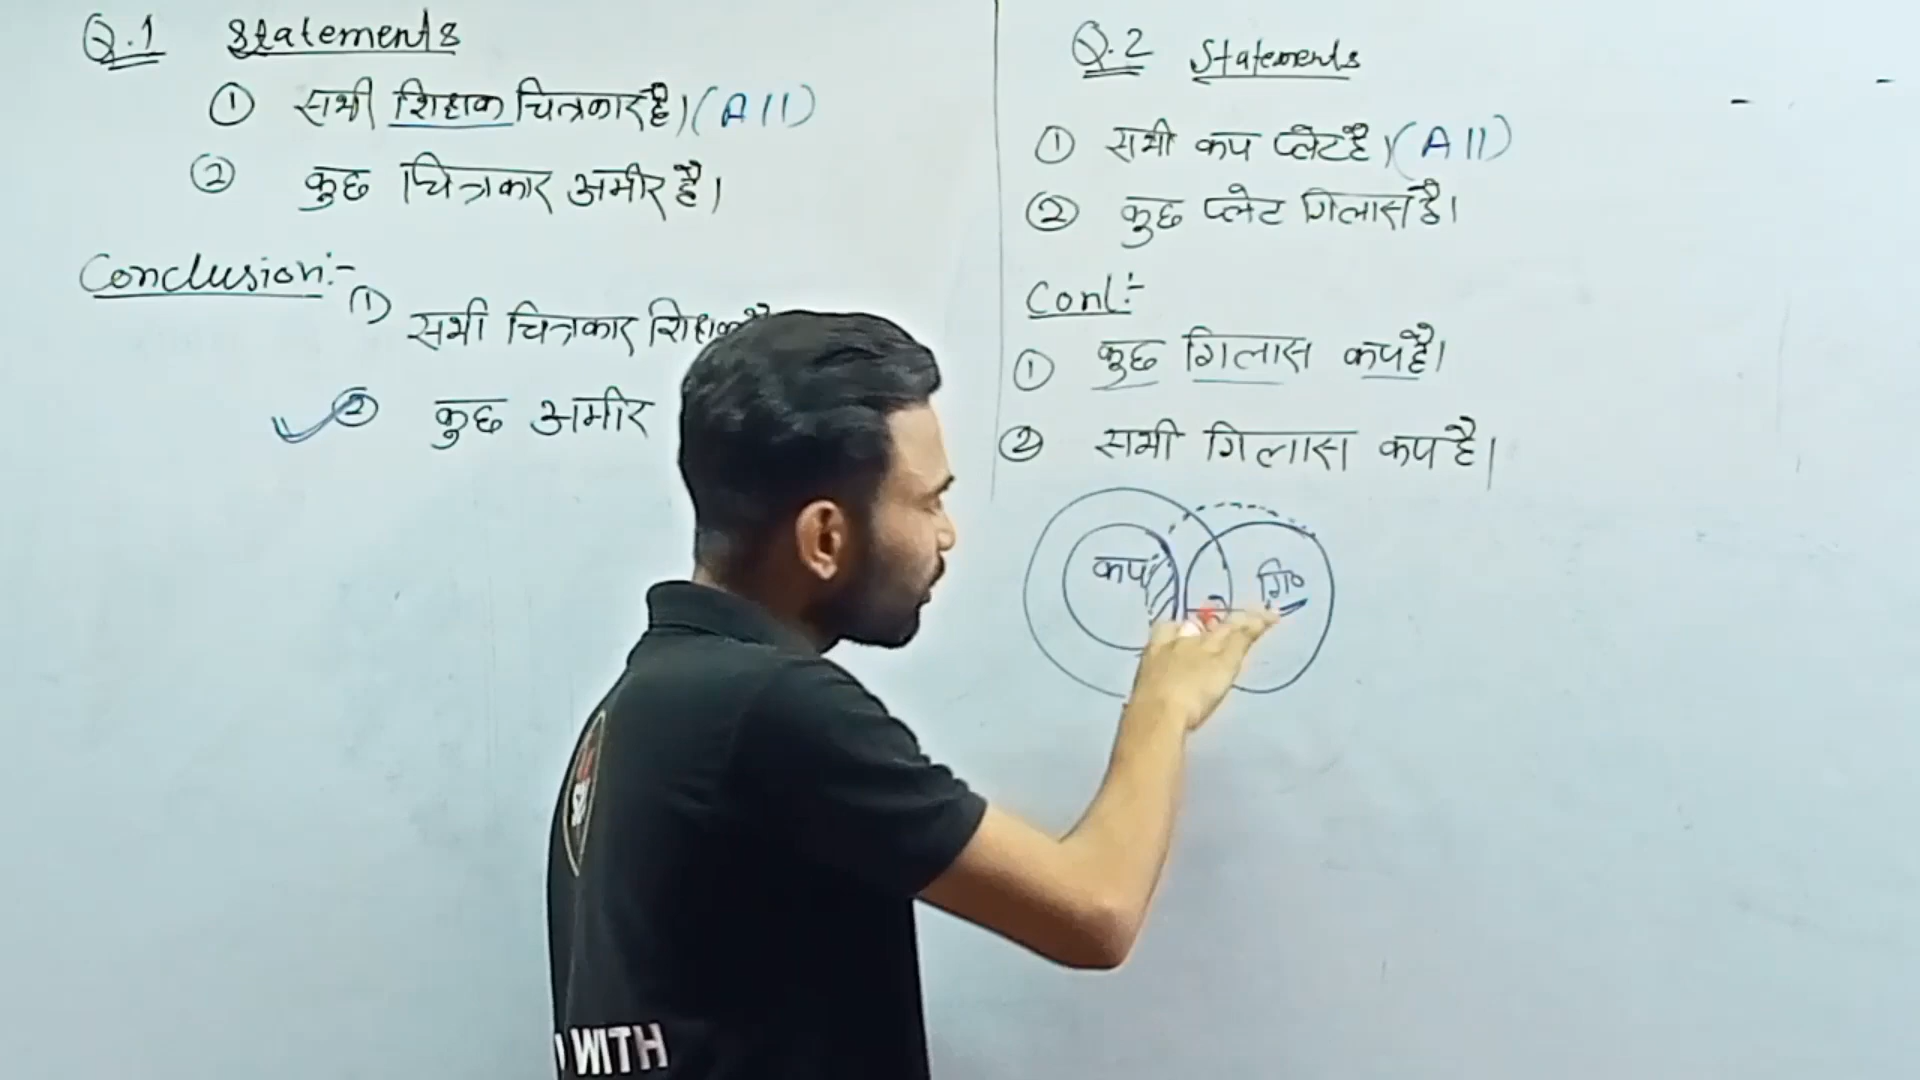 Q.1 Statements
① सभी शिक्षक चित्रकार है। (All)
② कुछ चित्रकार अमीर है।
Conclusion:-
① सभी चित्रकार शिक्षक
② कुछ अमीर
Q.2 Statements
① सभी कप प्लेट है। (All)
② कुछ प्लेट गिलास है।
Conl:-
① कुछ गिलास कप है।
② सभी गिलास कप है।
कप गि०
WITH